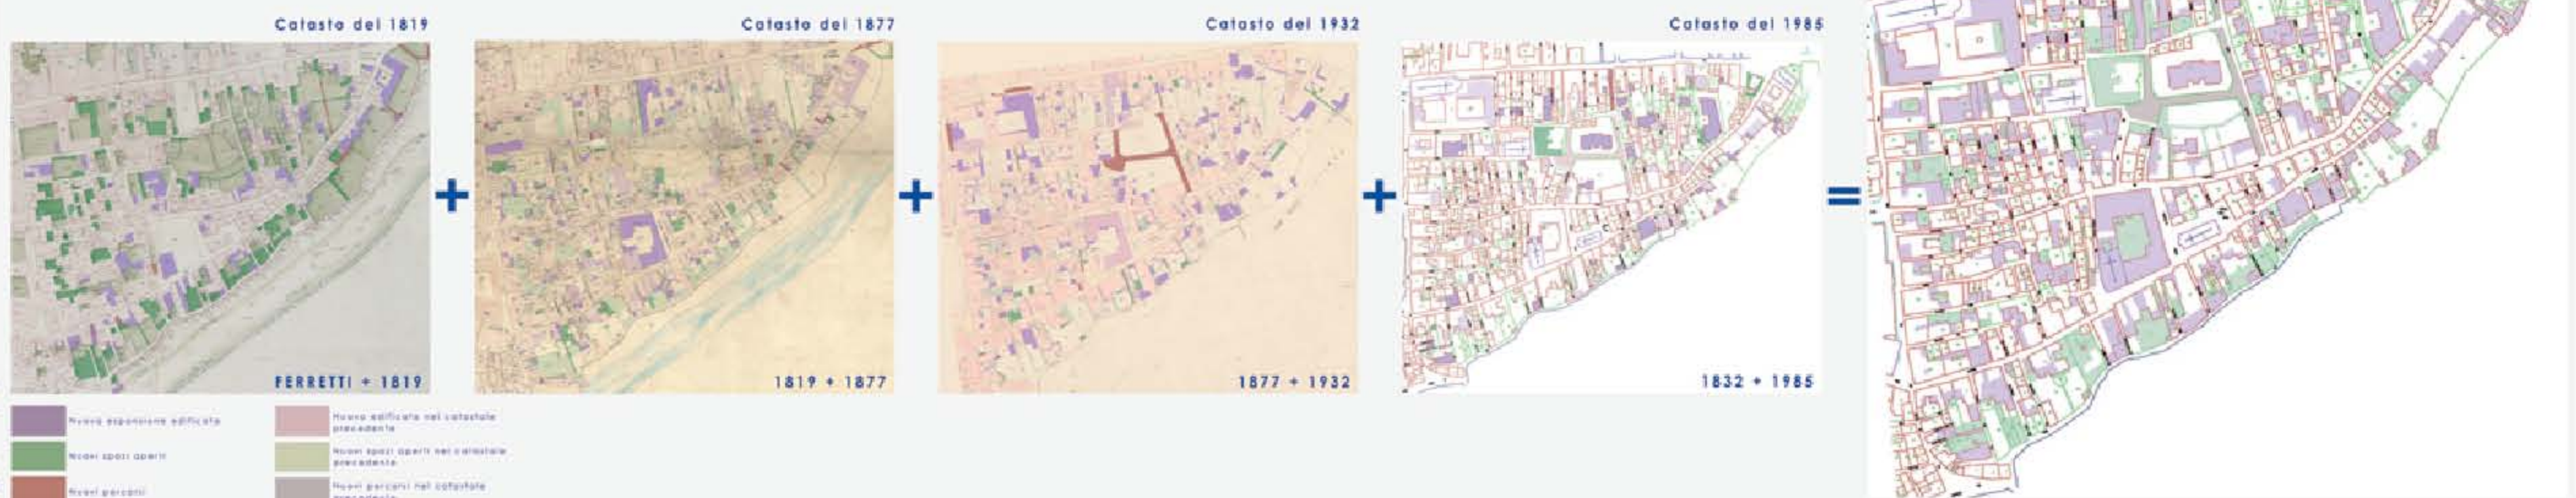 Catasto del 1819
Catasto del 1877
Catasto del 1932
Catasto del 1985
+
+
+
=
FERRETTI + 1819
1819 + 1877
1877 + 1932
1832 + 1985
Nuova espansione edificata
Nuovi spazi aperti
Nuovi percorsi
Nuovo edificato nel catastale
precedente
Nuovi spazi aperti nel catastale
precedente
Nuovi percorsi nel catastale
precedente